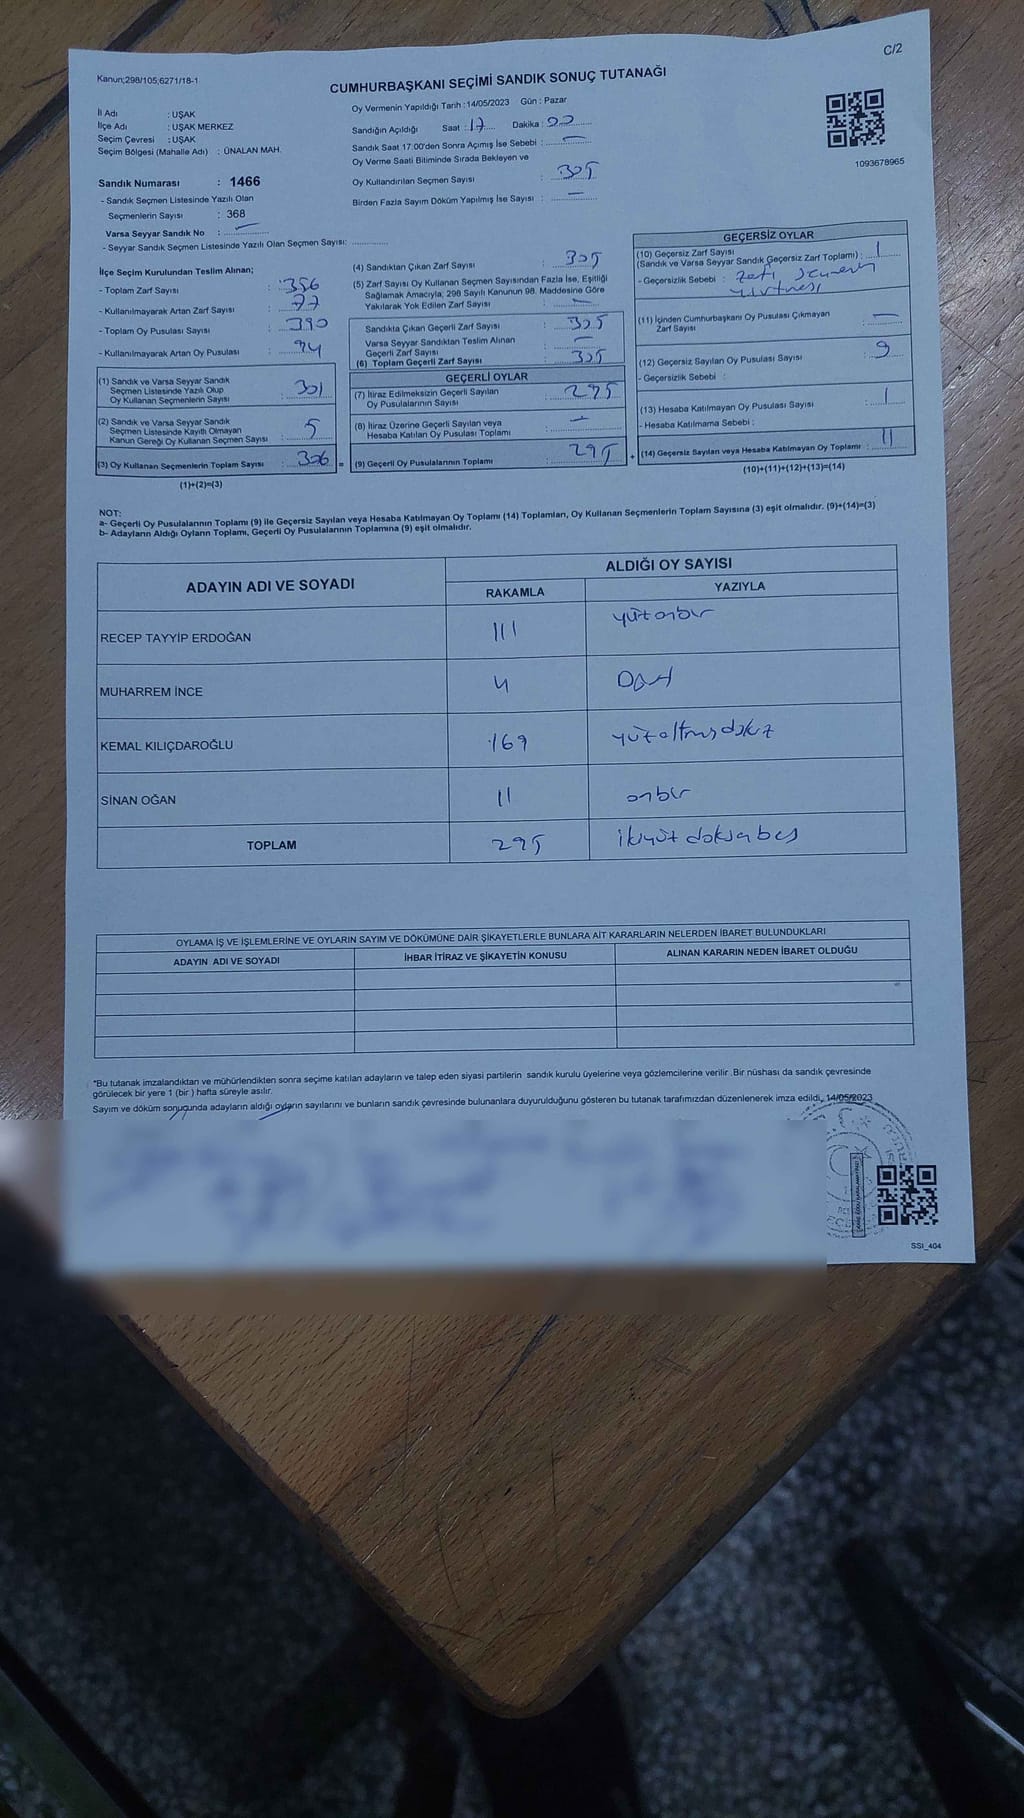 C/2
Kanun;298/105;6271/18-1
CUMHURBAŞKANI SEÇİMİ SANDIK SONUÇ TUTANAĞI
İl Adı : UŞAK
İlçe Adı : UŞAK MERKEZ
Seçim Çevresi : UŞAK
Seçim Bölgesi (Mahalle Adı) : ÜNALAN MAH.
Sandık Numarası : 1466
- Sandık Seçmen Listesinde Yazılı Olan
Seçmenlerin Sayısı : 368
Varsa Seyyar Sandık No : —
- Seyyar Sandık Seçmen Listesinde Yazılı Olan Seçmen Sayısı: ............
Oy Vermenin Yapıldığı Tarih : 14/05/2023 Gün : Pazar
Sandığın Açıldığı Saat : 17 Dakika : 00
Sandık Saat 17:00'den Sonra Açımış İse Sebebi : —
Oy Verme Saati Bitiminde Sırada Bekleyen ve
Oy Kullandırılan Seçmen Sayısı : 305
Birden Fazla Sayım Döküm Yapılmış İse Sayısı : —
1093678965
İlçe Seçim Kurulundan Teslim Alınan;
- Toplam Zarf Sayısı : 356
- Kullanılmayarak Artan Zarf Sayısı : 77
- Toplam Oy Pusulası Sayısı : 390
- Kullanılmayarak Artan Oy Pusulası : 94
(1) Sandık ve Varsa Seyyar Sandık
Seçmen Listesinde Yazılı Olup
Oy Kullanan Seçmenlerin Sayısı : 301
(2) Sandık ve Varsa Seyyar Sandık
Seçmen Listesinde Kayıtlı Olmayan
Kanun Gereği Oy Kullanan Seçmen Sayısı : 5
(3) Oy Kullanan Seçmenlerin Toplam Sayısı : 306 =
(1)+(2)=(3)
(4) Sandıktan Çıkan Zarf Sayısı : 305
(5) Zarf Sayısı Oy Kullanan Seçmen Sayısından Fazla İse, Eşitliği
Sağlamak Amacıyla; 298 Sayılı Kanunun 98. Maddesine Göre
Yakılarak Yok Edilen Zarf Sayısı : —
Sandıkta Çıkan Geçerli Zarf Sayısı : 305
Varsa Seyyar Sandıktan Teslim Alınan
Geçerli Zarf Sayısı : —
(6) Toplam Geçerli Zarf Sayısı : 305
GEÇERLİ OYLAR
(7) İtiraz Edilmeksizin Geçerli Sayılan
Oy Pusulalarının Sayısı : 295
(8) İtiraz Üzerine Geçerli Sayılan veya
Hesaba Katılan Oy Pusulası Toplamı : —
(9) Geçerli Oy Pusulalarının Toplamı : 295 +
GEÇERSİZ OYLAR
(10) Geçersiz Zarf Sayısı
(Sandık ve Varsa Seyyar Sandık Geçersiz Zarf Toplamı) : 1
- Geçersizlik Sebebi : zarfı seçmenin
yırtması
(11) İçinden Cumhurbaşkanı Oy Pusulası Çıkmayan
Zarf Sayısı : —
(12) Geçersiz Sayılan Oy Pusulası Sayısı : 9
- Geçersizlik Sebebi :
(13) Hesaba Katılmayan Oy Pusulası Sayısı : 1
- Hesaba Katılmama Sebebi :
(14) Geçersiz Sayılan veya Hesaba Katılmayan Oy Toplamı : 11
(10)+(11)+(12)+(13)=(14)
NOT:
a- Geçerli Oy Pusulalarının Toplamı (9) ile Geçersiz Sayılan veya Hesaba Katılmayan Oy Toplamı (14) Toplamları, Oy Kullanan Seçmenlerin Toplam Sayısına (3) eşit olmalıdır. (9)+(14)=(3)
b- Adayların Aldığı Oyların Toplamı, Geçerli Oy Pusulalarının Toplamına (9) eşit olmalıdır.
ADAYIN ADI VE SOYADI
ALDIĞI OY SAYISI
RAKAMLA YAZIYLA
RECEP TAYYİP ERDOĞAN 111 yüzonbir
MUHARREM İNCE 4 Dört
KEMAL KILIÇDAROĞLU 169 yüzaltmışdokuz
SİNAN OĞAN 11 onbir
TOPLAM 295 ikiyüzdoksanbeş
OYLAMA İŞ VE İŞLEMLERİNE VE OYLARIN SAYIM VE DÖKÜMÜNE DAİR ŞİKAYETLERLE BUNLARA AİT KARARLARIN NELERDEN İBARET BULUNDUKLARI
ADAYIN ADI VE SOYADI İHBAR İTİRAZ VE ŞİKAYETİN KONUSU ALINAN KARARIN NEDEN İBARET OLDUĞU
*Bu tutanak imzalandıktan ve mühürlendikten sonra seçime katılan adayların ve talep eden siyasi partilerin sandık kurulu üyelerine veya gözlemcilerine verilir .Bir nüshası da sandık çevresinde
görülecek bir yere 1 (bir ) hafta süreyle asılır.
Sayım ve döküm sonucunda adayların aldığı oyların sayılarını ve bunların sandık çevresinde bulunanlara duyurulduğunu gösteren bu tutanak tarafımızdan düzenlenerek imza edildi. 14/05/2023
SSI_404